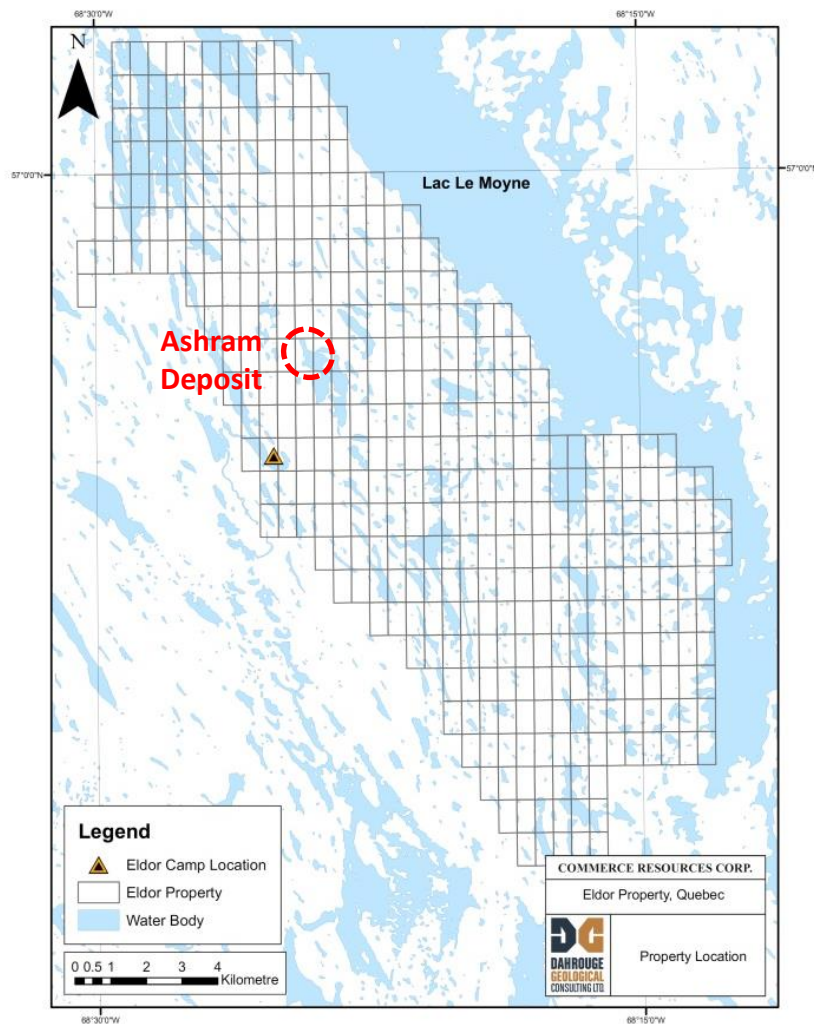 68°30'0"W
68°15'0"W
N
57°0'0"N
57°0'0"N
Lac Le Moyne
Ashram
Deposit
Legend
Eldor Camp Location
Eldor Property
Water Body
0 0.5 1 2 3 4
Kilometre
COMMERCE RESOURCES CORP.
Eldor Property, Quebec
DG
DAHROUGE
GEOLOGICAL
CONSULTING LTD.
Property Location
68°30'0"W
68°15'0"W